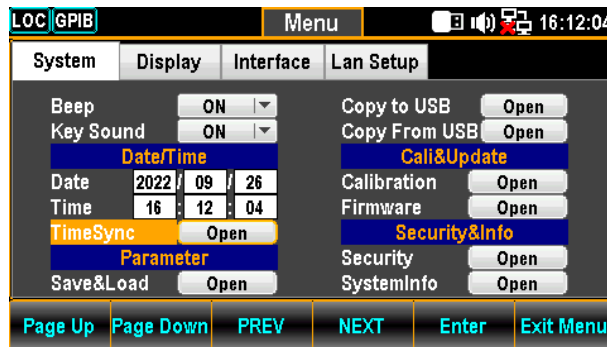 LOC GPIB Menu 16:12:04
System Display Interface Lan Setup
Beep ON
Key Sound ON
Date/Time
Date 2022 / 09 / 26
Time 16 : 12 : 04
TimeSync Open
Parameter
Save&Load Open
Copy to USB Open
Copy From USB Open
Cali&Update
Calibration Open
Firmware Open
Security&Info
Security Open
SystemInfo Open
Page Up Page Down PREV NEXT Enter Exit Menu